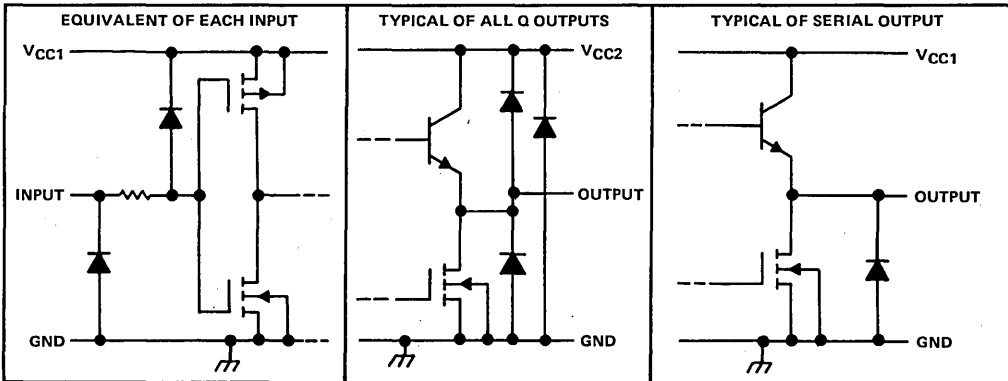 EQUIVALENT OF EACH INPUT
VCC1
INPUT
GND
TYPICAL OF ALL Q OUTPUTS
VCC2
OUTPUT
GND
TYPICAL OF SERIAL OUTPUT
VCC1
OUTPUT
GND